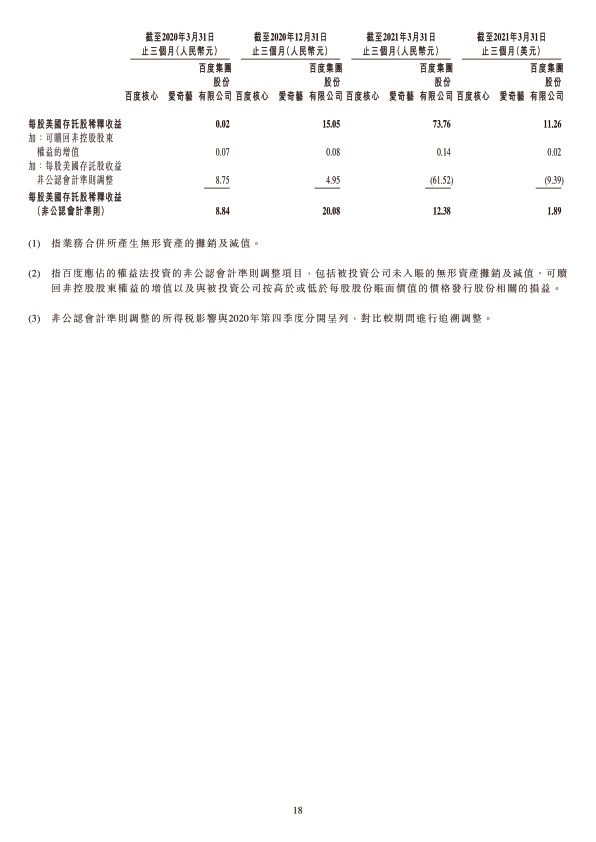 截至2020年3月31日 截至2020年12月31日 截至2021年3月31日 截至2021年3月31日
止三個月（人民幣元） 止三個月（人民幣元） 止三個月（人民幣元） 止三個月（美元）
百度集團 百度集團 百度集團 百度集團
股份 股份 股份 股份
百度核心 愛奇藝 有限公司 百度核心 愛奇藝 有限公司 百度核心 愛奇藝 有限公司 百度核心 愛奇藝 有限公司
每股美國存託股稀釋收益 0.02 15.05 73.76 11.26
加：可贖回非控股股東
權益的增值 0.07 0.08 0.14 0.02
加：每股美國存託股收益
非公認會計準則調整 8.75 4.95 (61.52) (9.39)
每股美國存託股稀釋收益
（非公認會計準則） 8.84 20.08 12.38 1.89
(1) 指業務合併所產生無形資產的攤銷及減值。
(2) 指百度應佔的權益法投資的非公認會計準則調整項目，包括被投資公司未入賬的無形資產攤銷及減值、可贖
回非控股股東權益的增值以及與被投資公司按高於或低於每股股份賬面價值的價格發行股份相關的損益。
(3) 非公認會計準則調整的所得稅影響與2020年第四季度分開呈列，對比較期間進行追溯調整。
18